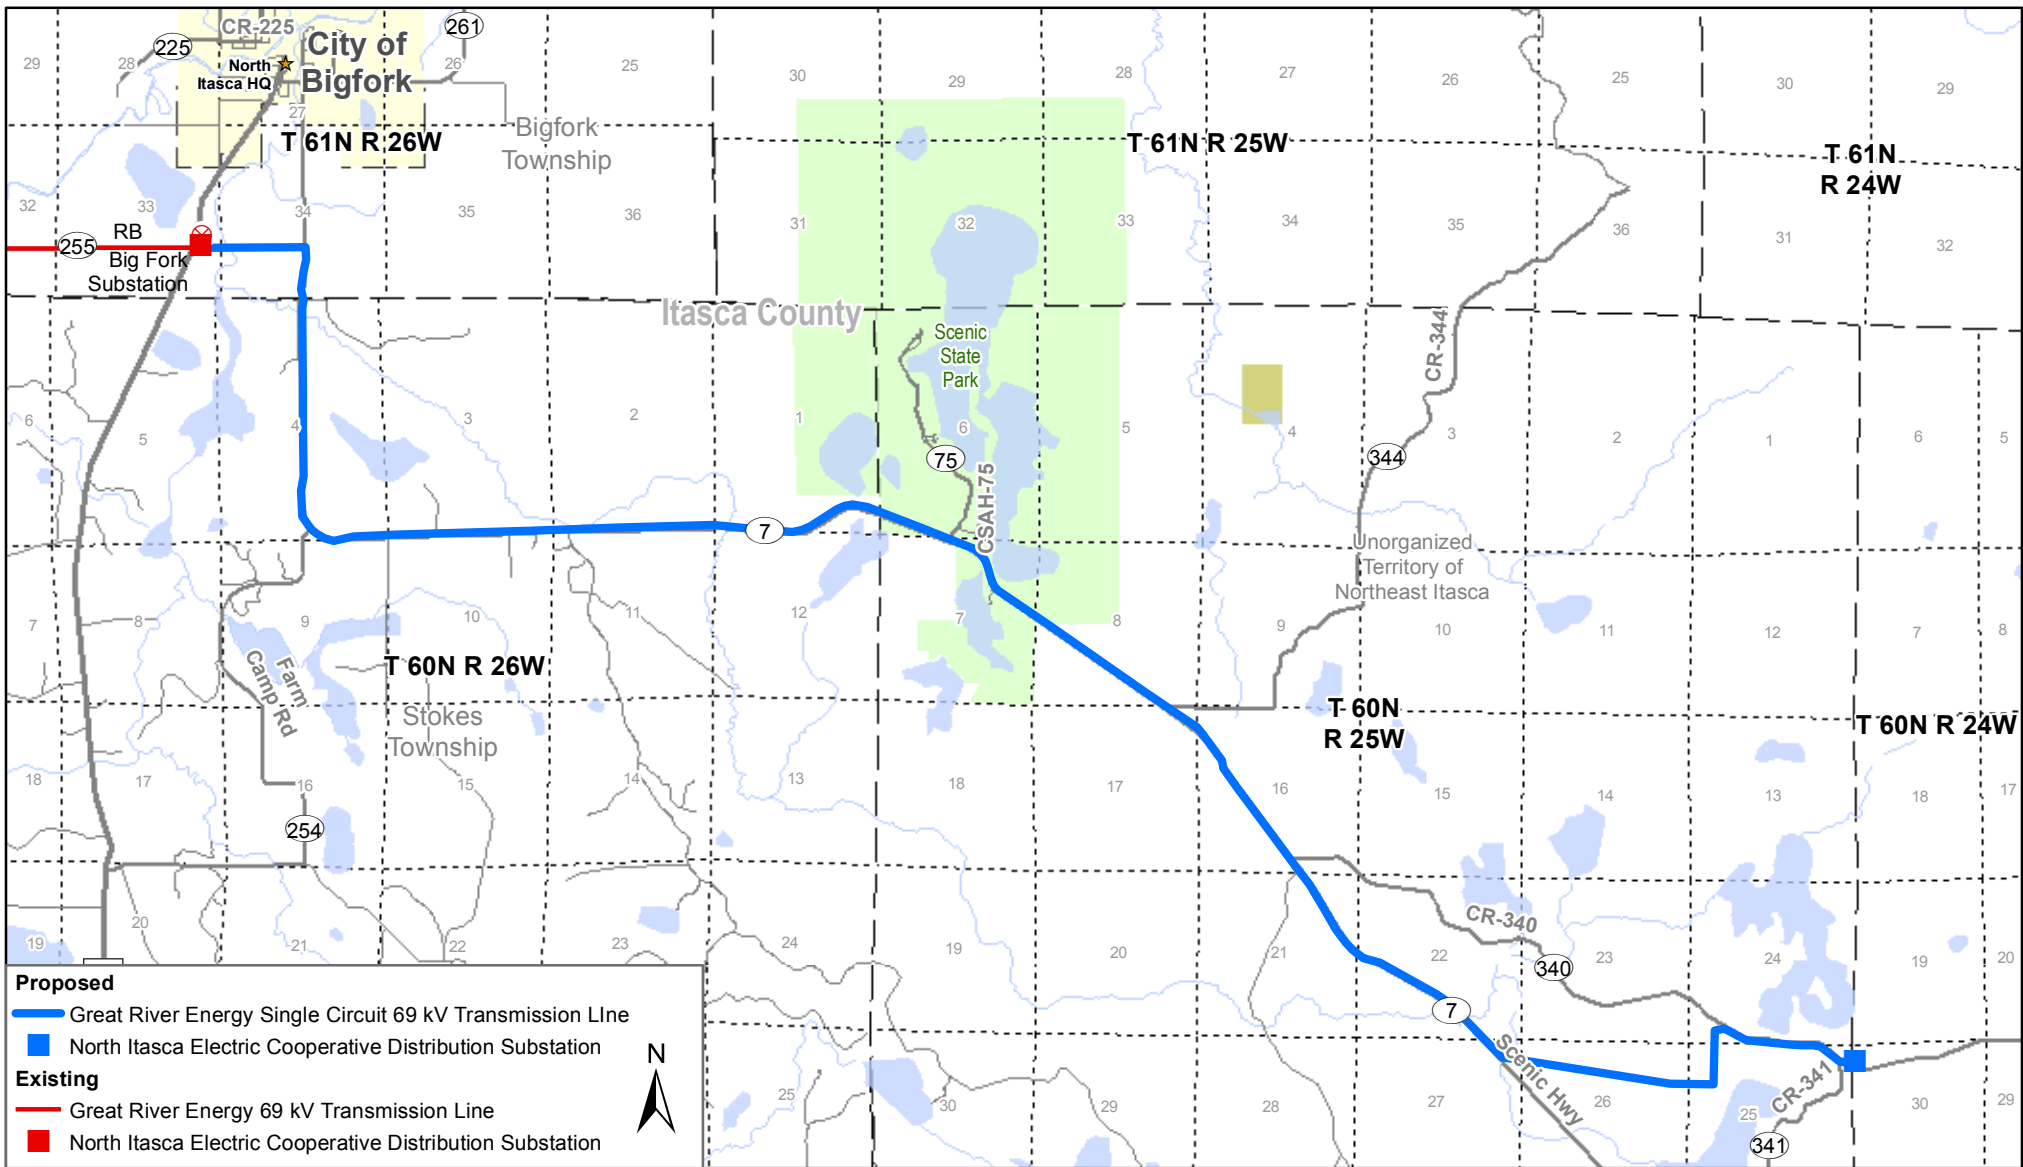 CR-225
261
225
City of
Bigfork
North
Itasca HQ
29
28
27
26
25
30
29
28
27
26
25
30
29
T 61N R 26W
Bigfork
Township
T 61N R 25W
T 61N
R 24W
32
33
34
35
36
31
32
33
34
35
36
31
32
255
RB
Big Fork
Substation
Itasca County
Scenic
State
Park
CR-344
6
5
4
3
2
1
6
5
4
3
2
1
6
5
75
344
CSAH-75
7
Unorganized
Territory of
Northeast Itasca
7
8
9
10
11
12
7
8
9
10
11
12
7
8
Farm
Camp Rd
T 60N R 26W
Stokes
Township
T 60N
R 25W
T 60N R 24W
18
17
16
15
14
13
18
17
16
15
14
13
18
17
254
CR-340
340
19
20
21
22
23
24
19
20
21
22
23
24
19
20
7
Scenic Hwy
CR-341
341
25
30
29
28
27
26
25
30
29
Proposed
Great River Energy Single Circuit 69 kV Transmission LIne
North Itasca Electric Cooperative Distribution Substation
Existing
Great River Energy 69 kV Transmission Line
North Itasca Electric Cooperative Distribution Substation
N